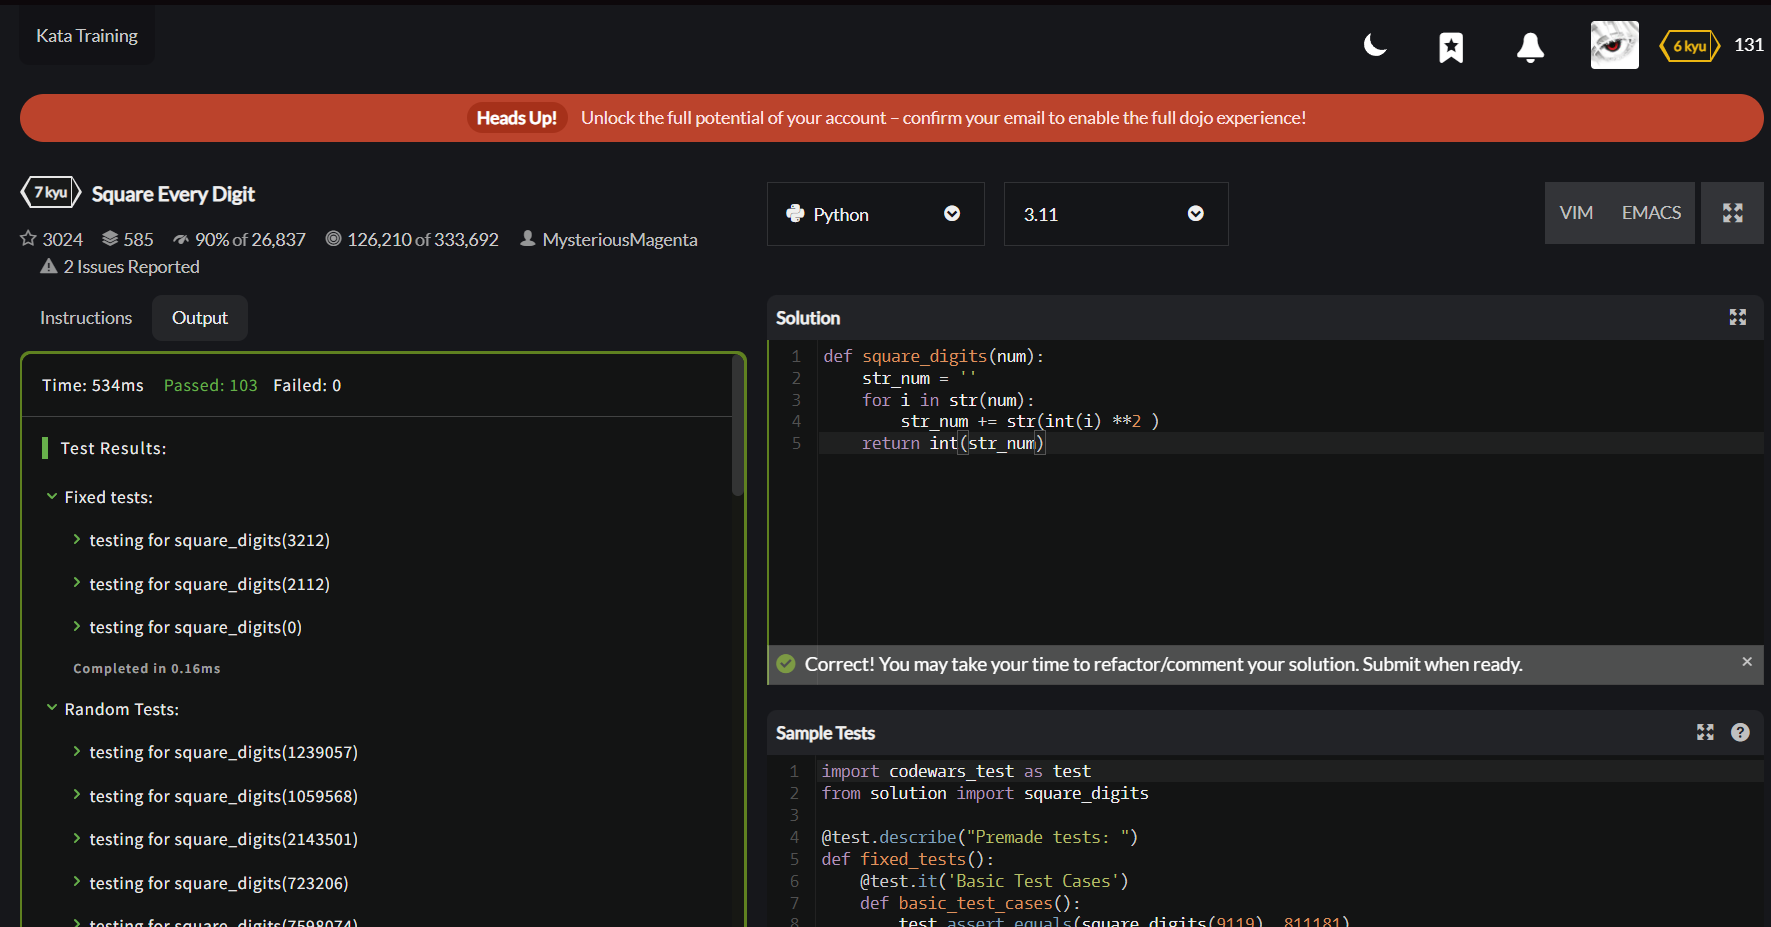 Kata Training
6 kyu 131
Heads Up! Unlock the full potential of your account – confirm your email to enable the full dojo experience!
7 kyu Square Every Digit
3024 585 90% of 26,837 126,210 of 333,692 MysteriousMagenta
2 Issues Reported
Python
3.11
VIM EMACS
Instructions Output
Time: 534ms Passed: 103 Failed: 0
Test Results:
Fixed tests:
testing for square_digits(3212)
testing for square_digits(2112)
testing for square_digits(0)
Completed in 0.16ms
Random Tests:
testing for square_digits(1239057)
testing for square_digits(1059568)
testing for square_digits(2143501)
testing for square_digits(723206)
testing for square_digits(7598074)
Solution
1 def square_digits(num):
2     str_num = ''
3     for i in str(num):
4         str_num += str(int(i) **2 )
5     return int(str_num)
Correct! You may take your time to refactor/comment your solution. Submit when ready.
Sample Tests
1 import codewars_test as test
2 from solution import square_digits
3
4 @test.describe("Premade tests: ")
5 def fixed_tests():
6     @test.it('Basic Test Cases')
7     def basic_test_cases():
8         test.assert_equals(square_digits(9119), 811181)